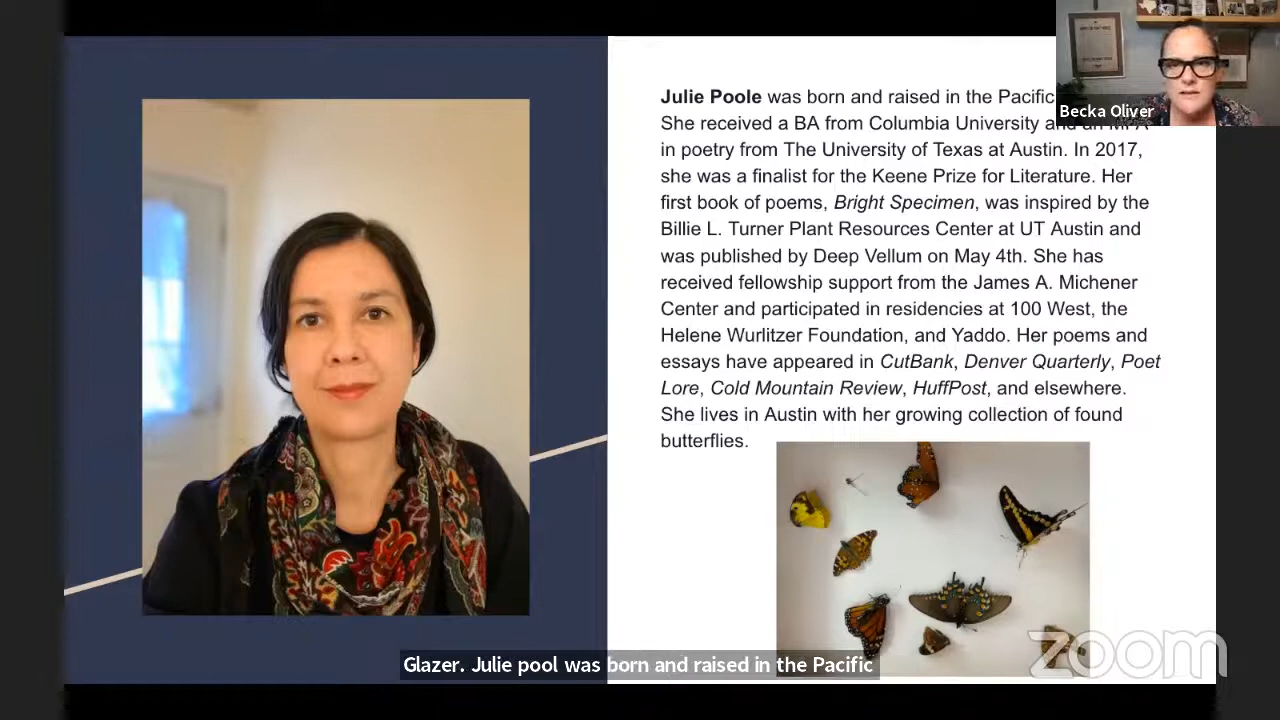 Julie Poole was born and raised in the Pacific
She received a BA from Columbia University and an MFA
in poetry from The University of Texas at Austin. In 2017,
she was a finalist for the Keene Prize for Literature. Her
first book of poems, Bright Specimen, was inspired by the
Billie L. Turner Plant Resources Center at UT Austin and
was published by Deep Vellum on May 4th. She has
received fellowship support from the James A. Michener
Center and participated in residencies at 100 West, the
Helene Wurlitzer Foundation, and Yaddo. Her poems and
essays have appeared in CutBank, Denver Quarterly, Poet
Lore, Cold Mountain Review, HuffPost, and elsewhere.
She lives in Austin with her growing collection of found
butterflies.
Becka Oliver
Glazer. Julie pool was born and raised in the Pacific
zoom